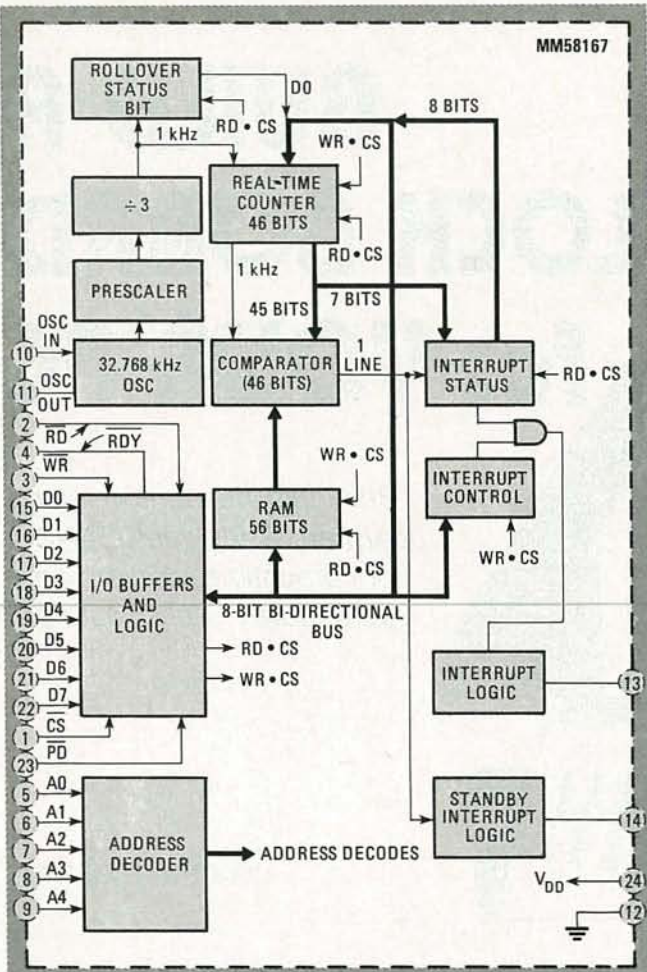 MM58167
ROLLOVER
STATUS
BIT
D0
RD • CS
8 BITS
1 kHz
WR • CS
REAL-TIME
COUNTER
46 BITS
÷3
RD • CS
1 kHz
45 BITS
7 BITS
PRESCALER
OSC
IN
10
32.768 kHz
OSC
11
OSC
OUT
COMPARATOR
(46 BITS)
1
LINE
INTERRUPT
STATUS
RD • CS
2
RD
RDY
4
WR
3
15 D0
16 D1
17 D2
18 D3
19 D4
20 D5
21 D6
22 D7
1 CS
23 PD
I/O BUFFERS
AND
LOGIC
WR • CS
RAM
56 BITS
RD • CS
INTERRUPT
CONTROL
WR • CS
8-BIT BI-DIRECTIONAL
BUS
RD • CS
WR • CS
INTERRUPT
LOGIC
13
5 A0
6 A1
7 A2
8 A3
9 A4
ADDRESS
DECODER
ADDRESS DECODES
STANDBY
INTERRUPT
LOGIC
14
VDD
24
12